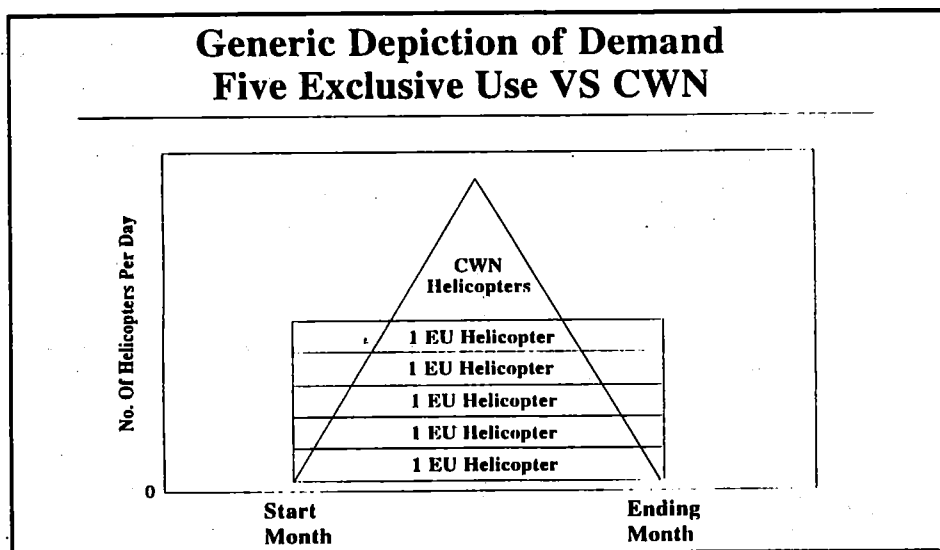 Generic Depiction of Demand
Five Exclusive Use VS CWN
No. Of Helicopters Per Day
CWN
Helicopters
1 EU Helicopter
1 EU Helicopter
1 EU Helicopter
1 EU Helicopter
1 EU Helicopter
0
Start
Month
Ending
Month